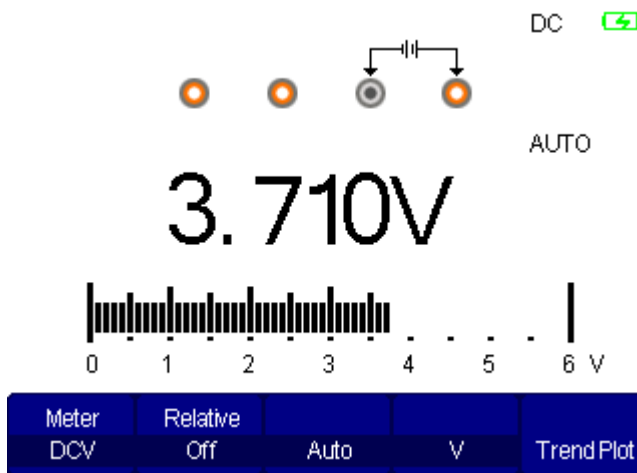 DC
AUTO
3.710V
0 1 2 3 4 5 6 V
Meter Relative
DCV Off Auto V Trend Plot